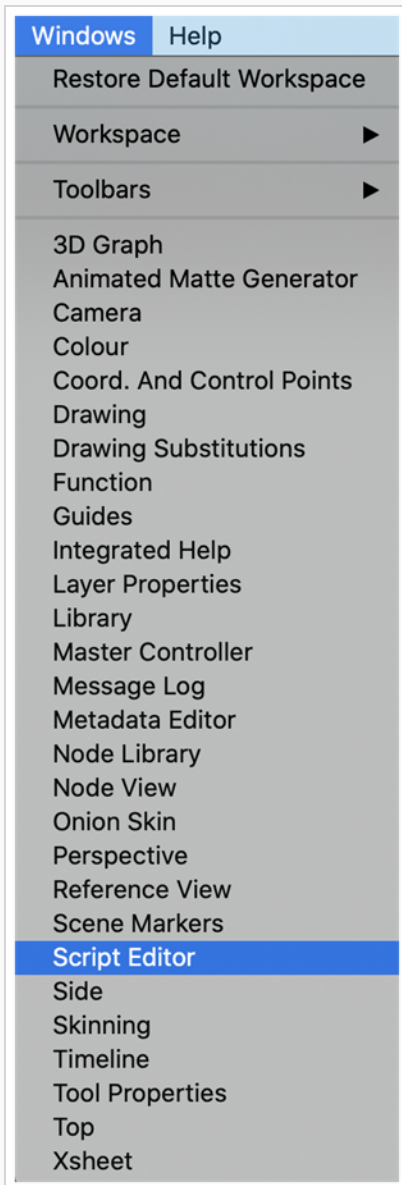 Windows Help
Restore Default Workspace
Workspace
Toolbars
3D Graph
Animated Matte Generator
Camera
Colour
Coord. And Control Points
Drawing
Drawing Substitutions
Function
Guides
Integrated Help
Layer Properties
Library
Master Controller
Message Log
Metadata Editor
Node Library
Node View
Onion Skin
Perspective
Reference View
Scene Markers
Script Editor
Side
Skinning
Timeline
Tool Properties
Top
Xsheet